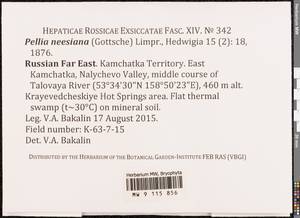 HEPATICAE ROSSICAE EXSICCATAE FASC. XIV. № 342
Pellia neesiana (Gottsche) Limpr., Hedwigia 15 (2): 18,
1876.
Russian Far East. Kamchatka Territory. East
Kamchatka, Nalychevo Valley, middle course of
Talovaya River (53°34'30"N 158°50'23"E), 460 m alt.
Krayevedcheskiye Hot Springs area. Flat thermal
swamp (t~30°C) on mineral soil.
Leg. V.A. Bakalin 17 August 2015.
Field number: K-63-7-15
Det. V.A. Bakalin
DISTRIBUTED BY THE HERBARIUM OF THE BOTANICAL GARDEN-INSTITUTE FEB RAS (VBGI)
Herbarium MW, Bryophyta
MW 9 115 856